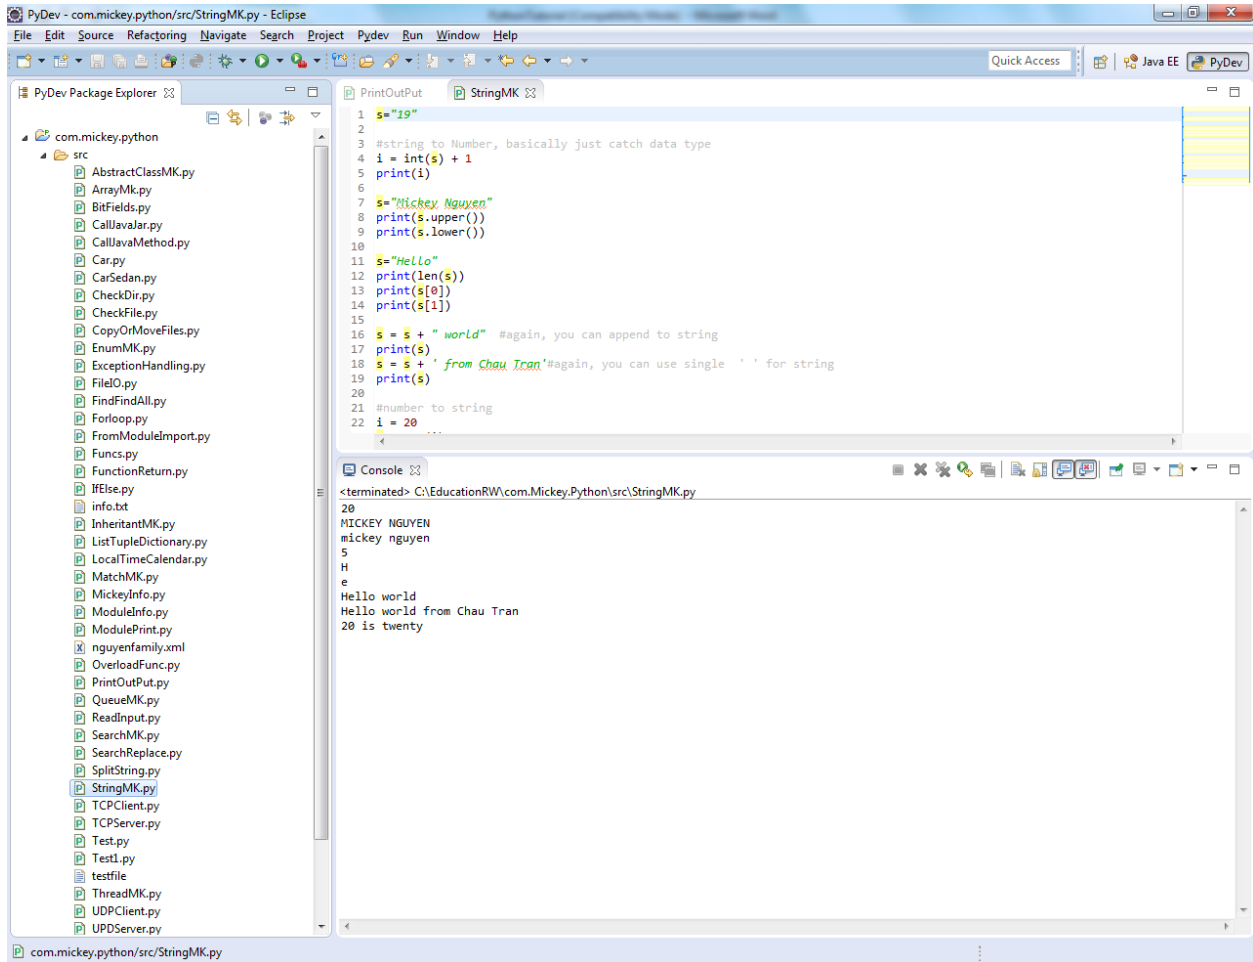 PyDev - com.mickey.python/src/StringMK.py - Eclipse
File Edit Source Refactoring Navigate Search Project Pydev Run Window Help
Quick Access Java EE PyDev
PyDev Package Explorer
com.mickey.python
src
AbstractClassMK.py
ArrayMk.py
BitFields.py
CallJavaJar.py
CallJavaMethod.py
Car.py
CarSedan.py
CheckDir.py
CheckFile.py
CopyOrMoveFiles.py
EnumMK.py
ExceptionHandling.py
FileIO.py
FindFindAll.py
Forloop.py
FromModuleImport.py
Funcs.py
FunctionReturn.py
IfElse.py
info.txt
InheritantMK.py
ListTupleDictionary.py
LocalTimeCalendar.py
MatchMK.py
MickeyInfo.py
ModuleInfo.py
ModulePrint.py
nguyenfamily.xml
OverloadFunc.py
PrintOutPut.py
QueueMK.py
ReadInput.py
SearchMK.py
SearchReplace.py
SplitString.py
StringMK.py
TCPClient.py
TCPServer.py
Test.py
Test1.py
testfile
ThreadMK.py
UDPClient.py
UPDServer.py
PrintOutPut StringMK
1 s="19"
2
3 #string to Number, basically just catch data type
4 i = int(s) + 1
5 print(i)
6
7 s="Mickey Nguyen"
8 print(s.upper())
9 print(s.lower())
10
11 s="Hello"
12 print(len(s))
13 print(s[0])
14 print(s[1])
15
16 s = s + " world" #again, you can append to string
17 print(s)
18 s = s + ' from Chau Tran'#again, you can use single ' ' for string
19 print(s)
20
21 #number to string
22 i = 20
Console
<terminated> C:\EducationRW\com.Mickey.Python\src\StringMK.py
20
MICKEY NGUYEN
mickey nguyen
5
H
e
Hello world
Hello world from Chau Tran
20 is twenty
com.mickey.python/src/StringMK.py